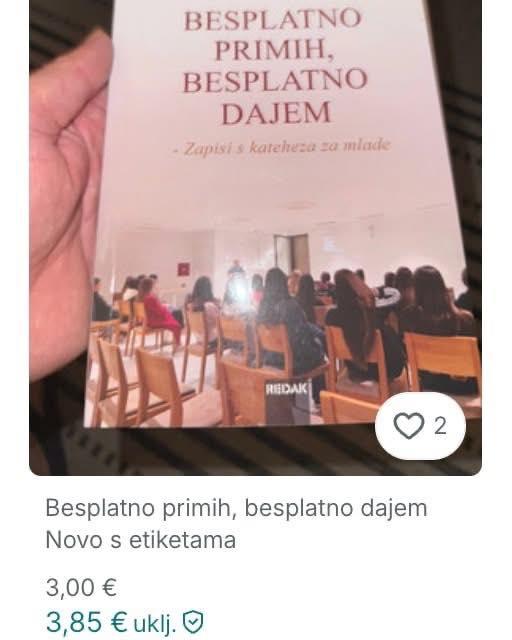 BESPLATNO
PRIMIH,
BESPLATNO
DAJEM
- Zapisi s kateheza za mlade
REDAK
2
Besplatno primih, besplatno dajem
Novo s etiketama
3,00 €
3,85 € uklj.